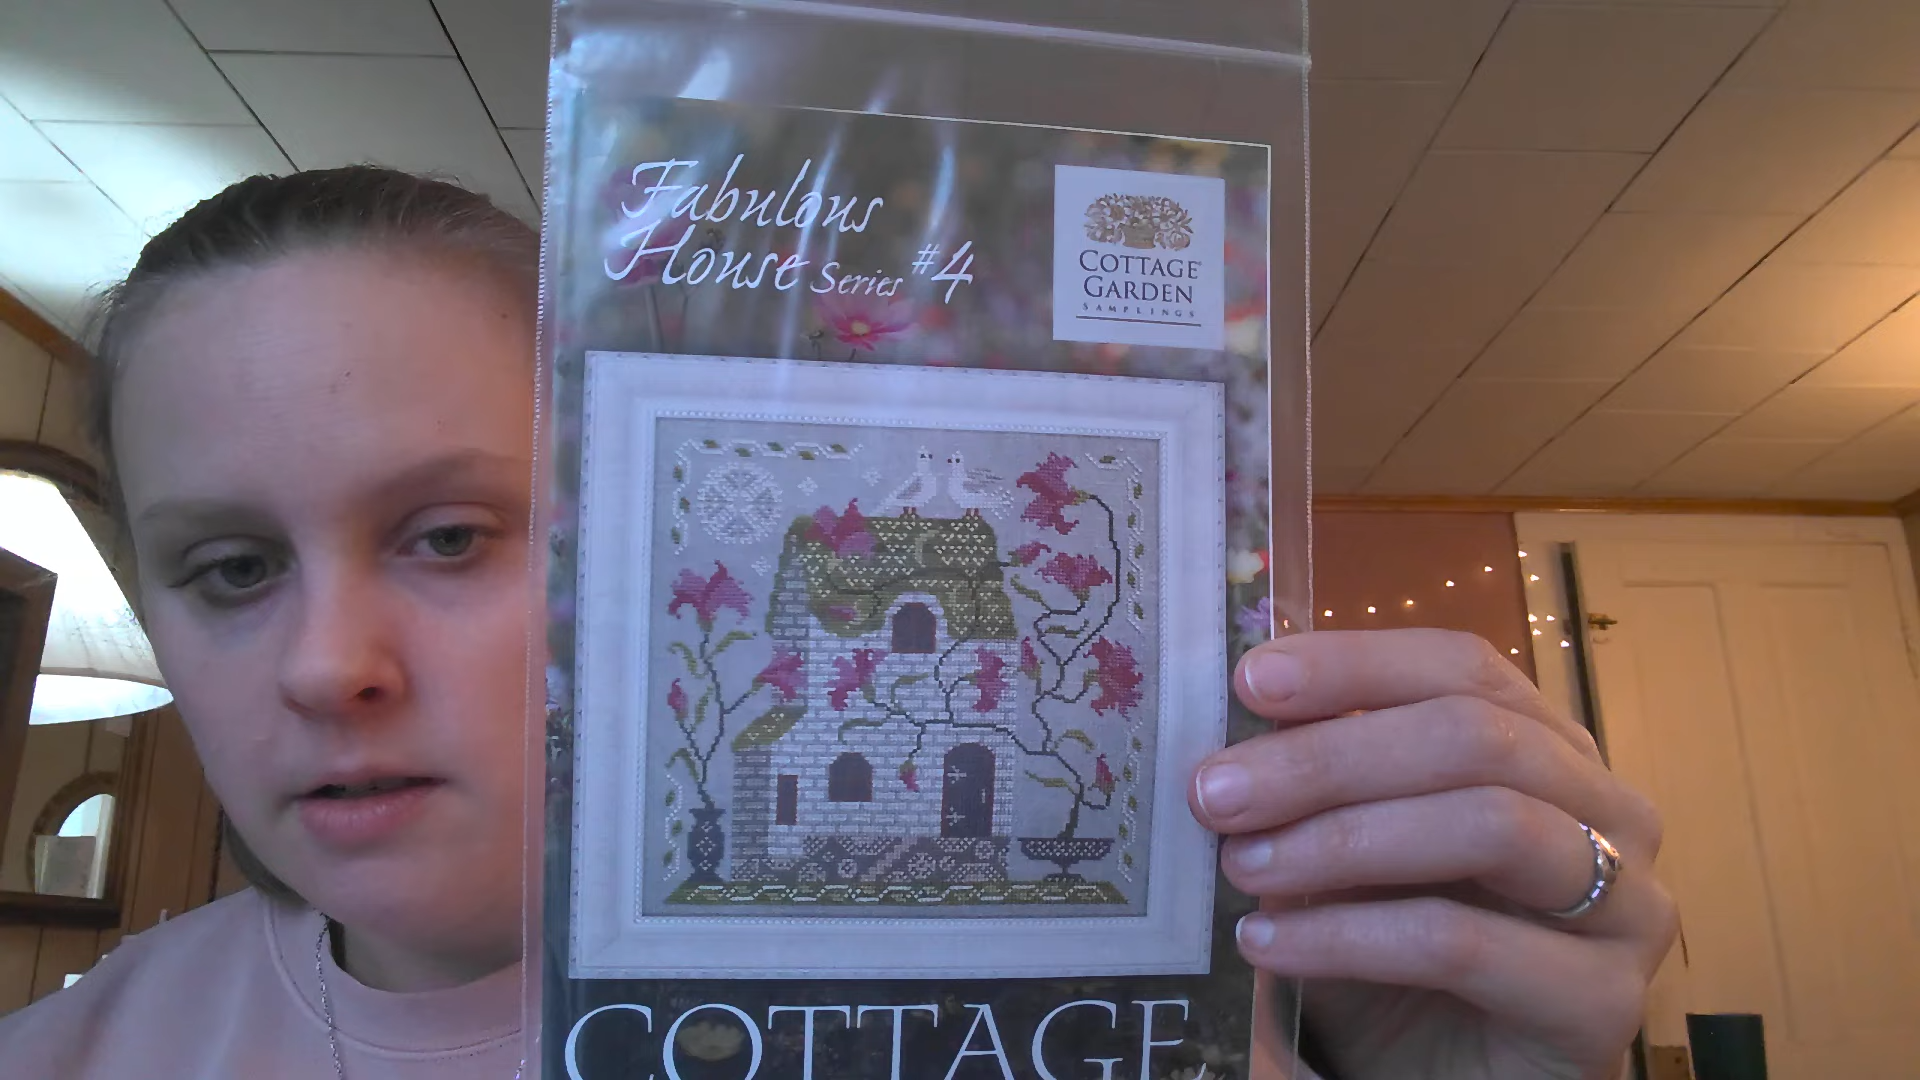 Fabulous
House Series #4
COTTAGE
GARDEN
SAMPLINGS
COTTAGE